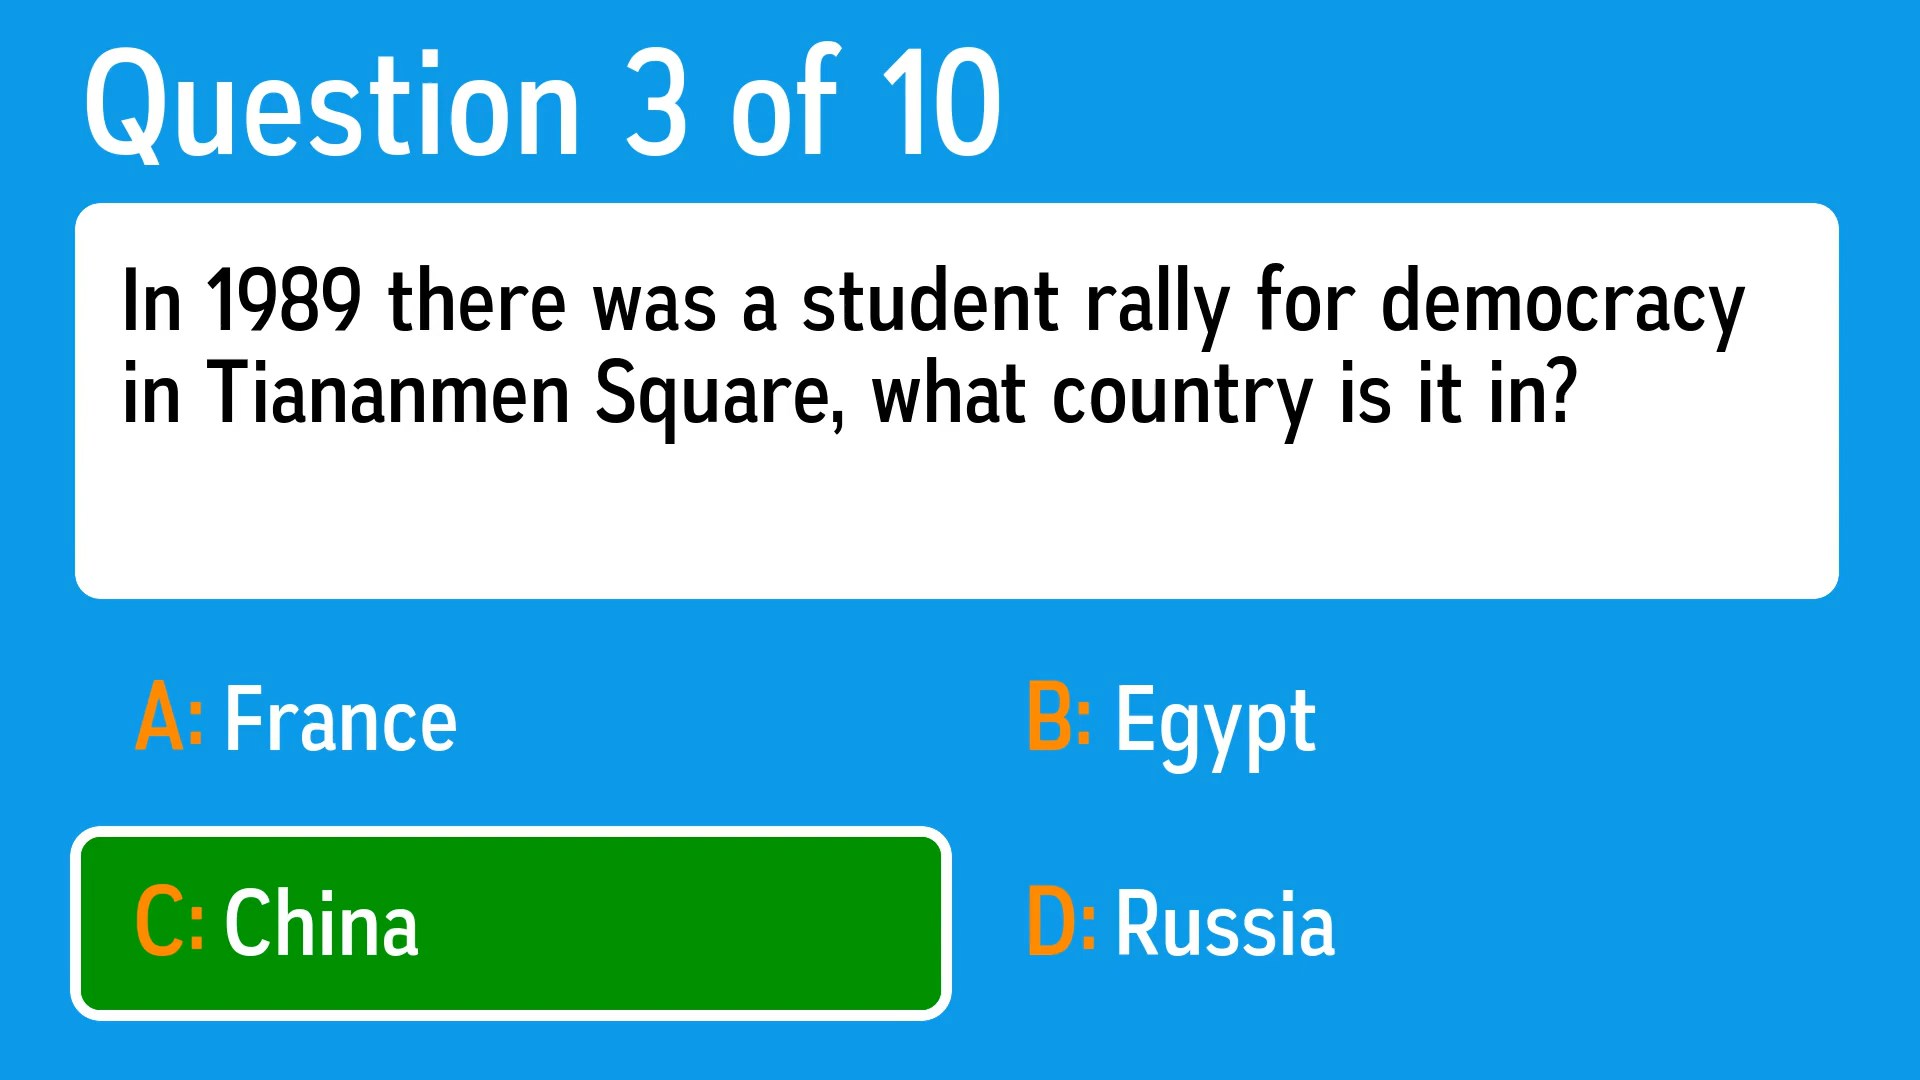 Question 3 of 10
In 1989 there was a student rally for democracy
in Tiananmen Square, what country is it in?
A: France
B: Egypt
C: China
D: Russia